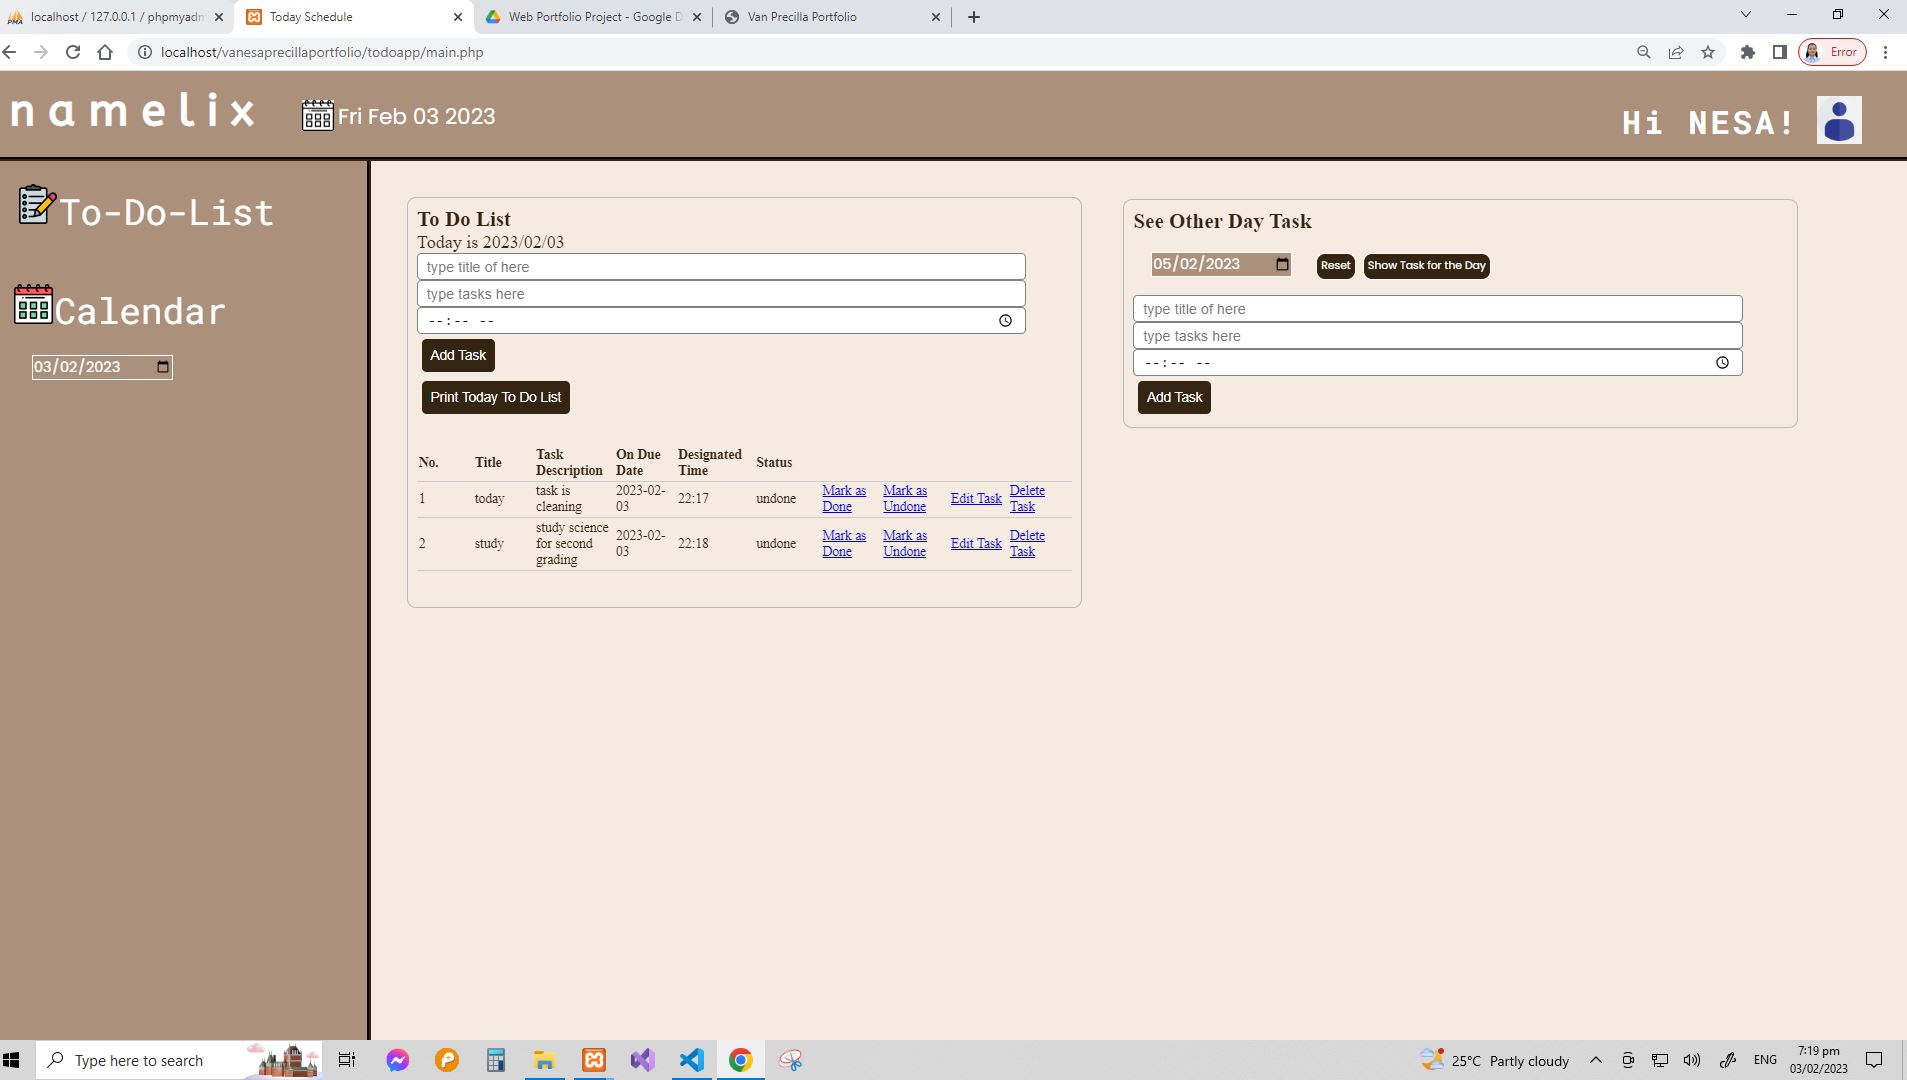 localhost / 127.0.0.1 / phpmyadm
Today Schedule
Web Portfolio Project - Google D
Van Precilla Portfolio
localhost/vanesaprecillaportfolio/todoapp/main.php
Error
namelix
Fri Feb 03 2023
Hi NESA!
To-Do-List
Calendar
03/02/2023
To Do List
Today is 2023/02/03
type title of here
type tasks here
--:-- --
Add Task
Print Today To Do List
No. Title Task Description On Due Date Designated Time Status
1 today task is cleaning 2023-02-03 22:17 undone Mark as Done Mark as Undone Edit Task Delete Task
2 study study science for second grading 2023-02-03 22:18 undone Mark as Done Mark as Undone Edit Task Delete Task
See Other Day Task
05/02/2023 Reset Show Task for the Day
type title of here
type tasks here
--:-- --
Add Task
Type here to search
25°C Partly cloudy
ENG
7:19 pm
03/02/2023